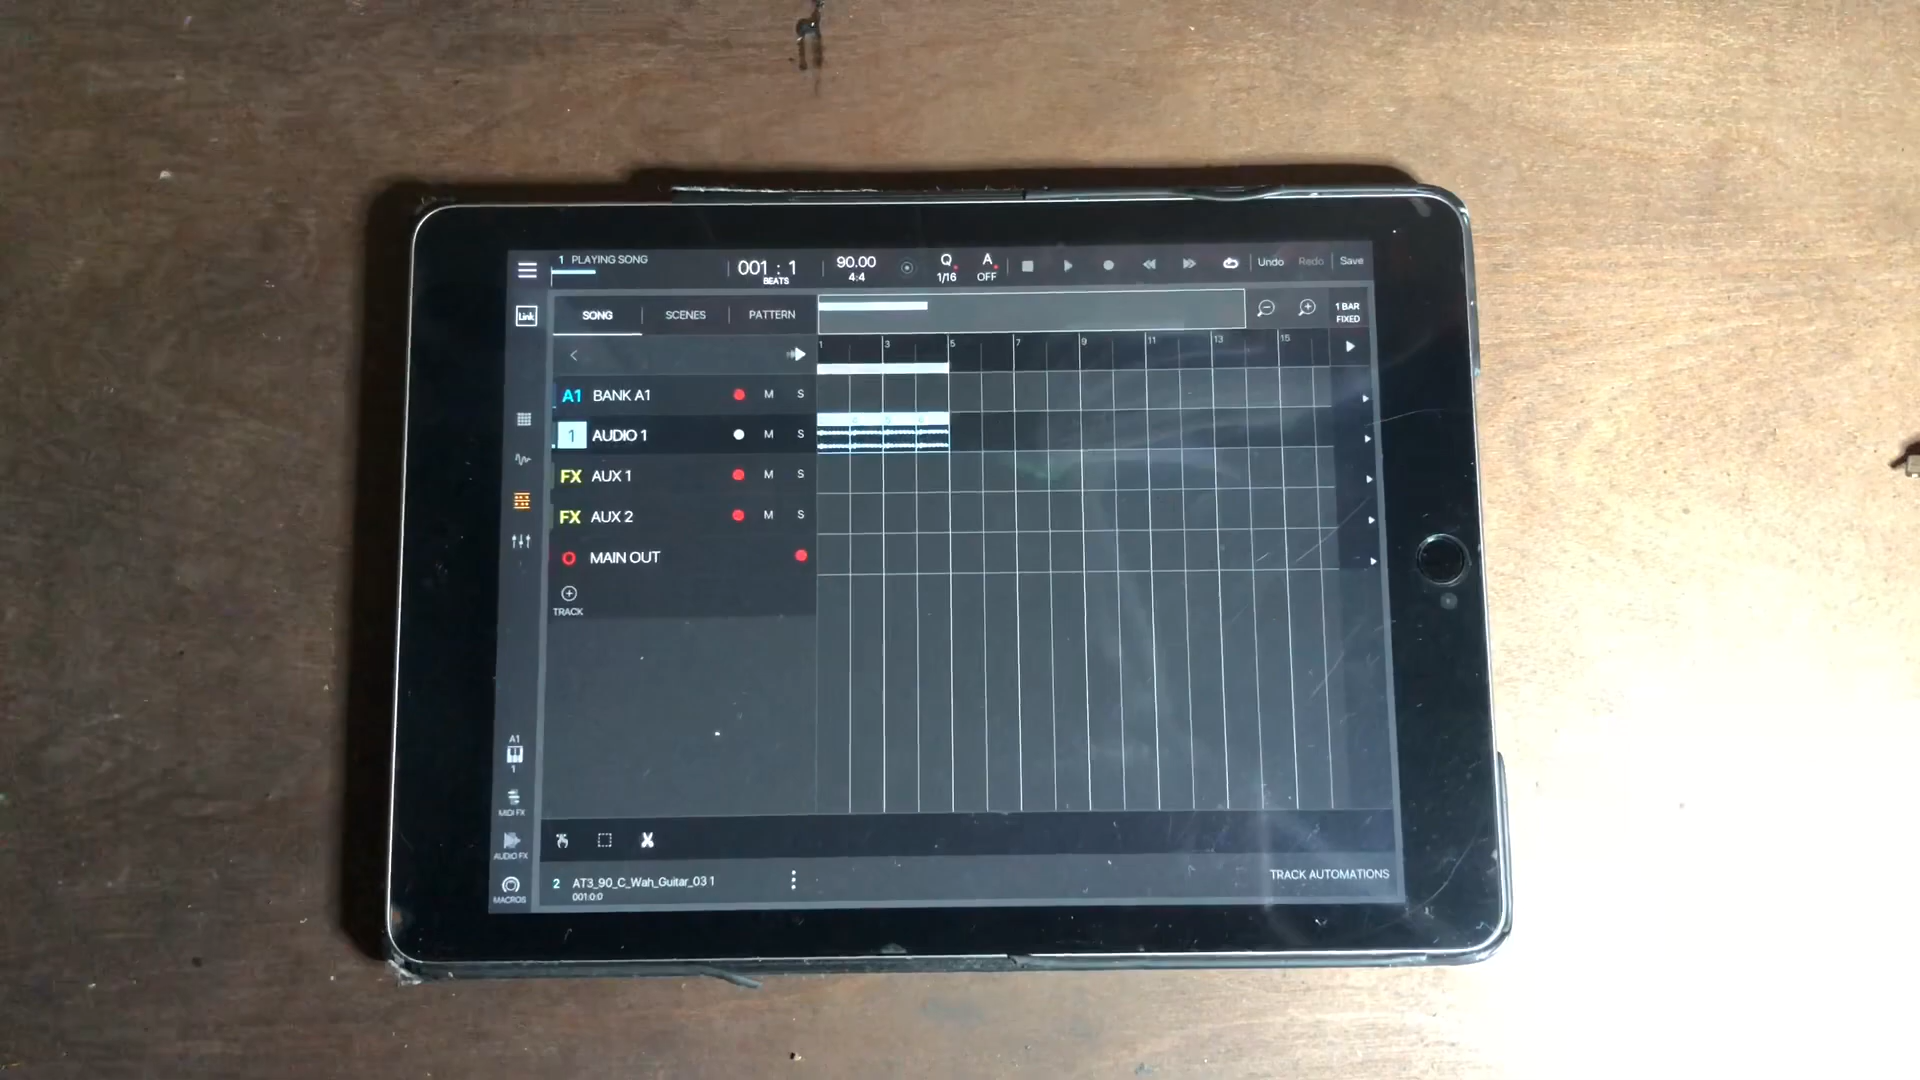 1 PLAYING SONG
001 : 1
BEATS
90.00
4:4
Q
1/16
A
OFF
Undo
Redo
Save
Link
SONG
SCENES
PATTERN
1 BAR
FIXED
1 3 5 7 9 11 13 15
A1 BANK A1 M S
1 AUDIO 1 M S
FX AUX 1 M S
FX AUX 2 M S
MAIN OUT
TRACK
A1
1
MIDI FX
AUDIO FX
MACROS
2 AT3_90_C_Wah_Guitar_03 1
001:0:0
TRACK AUTOMATIONS